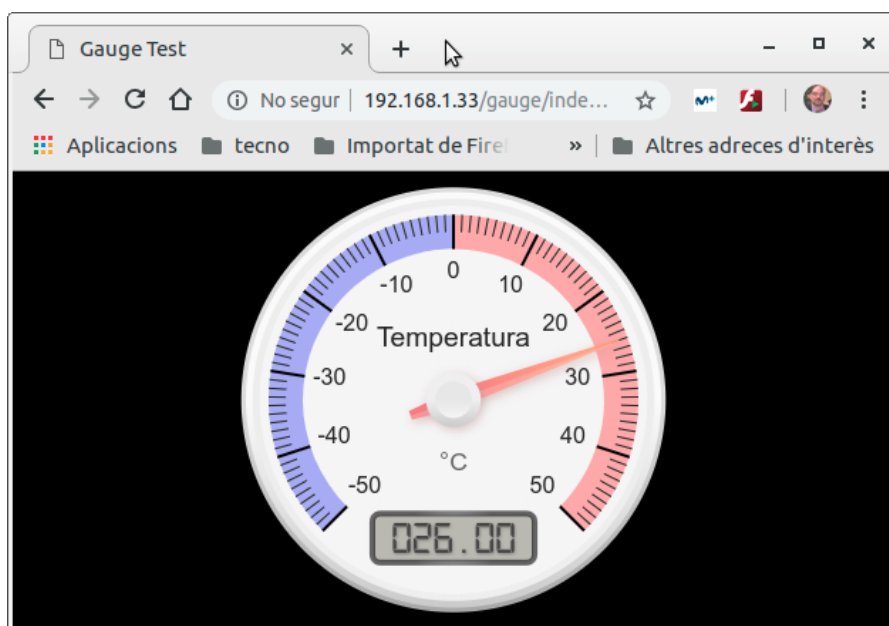 Gauge Test
No segur | 192.168.1.33/gauge/inde...
M+
Aplicacions tecno Importat de Firef » Altres adreces d'interès
0
-10 10
-20 20
Temperatura
-30 30
-40 40
°C
-50 50
026.00